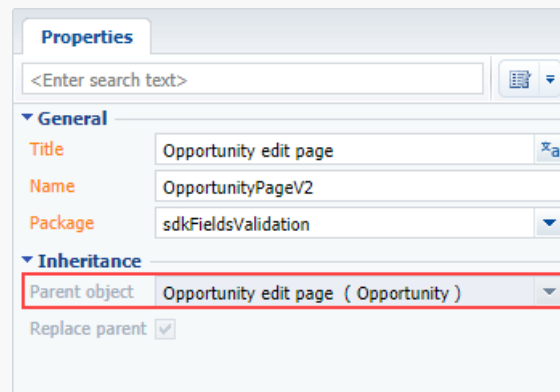 Properties
<Enter search text>
General
Title Opportunity edit page xa
Name OpportunityPageV2
Package sdkFieldsValidation
Inheritance
Parent object Opportunity edit page ( Opportunity )
Replace parent